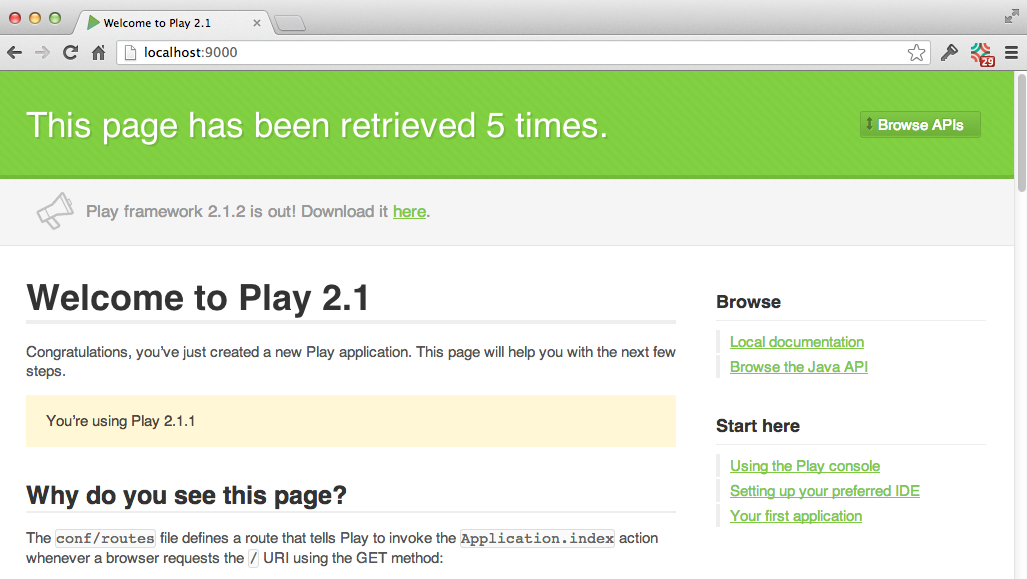 Welcome to Play 2.1
localhost:9000
29
This page has been retrieved 5 times.
Browse APIs
Play framework 2.1.2 is out! Download it here.
Welcome to Play 2.1
Congratulations, you’ve just created a new Play application. This page will help you with the next few
steps.
You’re using Play 2.1.1
Why do you see this page?
The conf/routes file defines a route that tells Play to invoke the Application.index action
whenever a browser requests the / URI using the GET method:
Browse
Local documentation
Browse the Java API
Start here
Using the Play console
Setting up your preferred IDE
Your first application